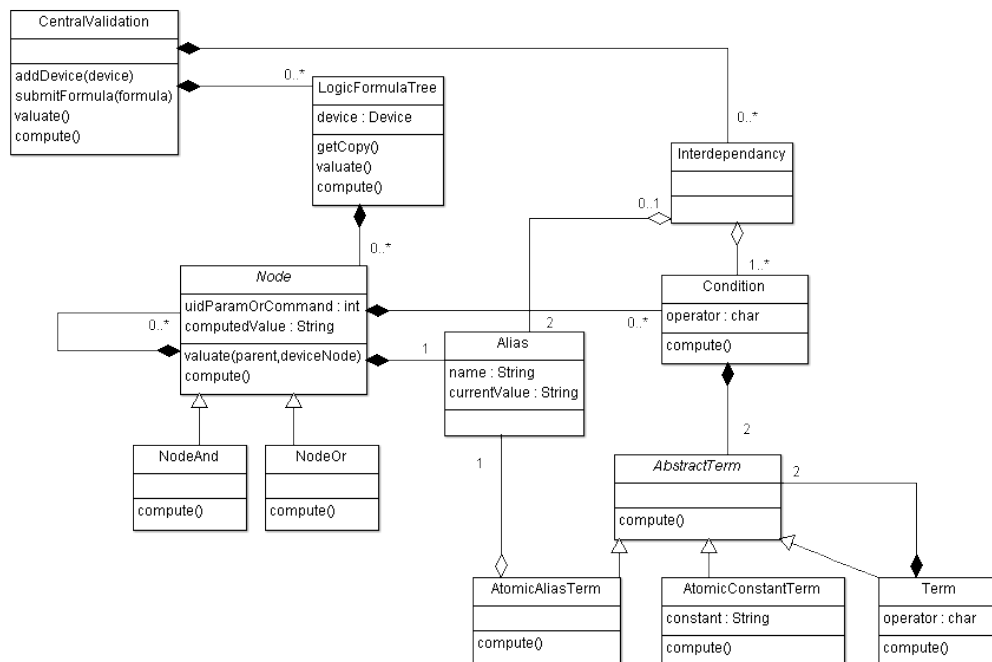 CentralValidation
addDevice(device)
submitFormula(formula)
valuate()
compute()
0..*
LogicFormulaTree
device : Device
getCopy()
valuate()
compute()
0..*
Interdependancy
0..1
0..*
1..*
Node
uidParamOrCommand : int
computedValue : String
valuate(parent,deviceNode)
compute()
0..*
Condition
operator : char
compute()
0..*
2
1
Alias
name : String
currentValue : String
NodeAnd
compute()
NodeOr
compute()
1
2
AbstractTerm
compute()
2
AtomicAliasTerm
compute()
AtomicConstantTerm
constant : String
compute()
Term
operator : char
compute()